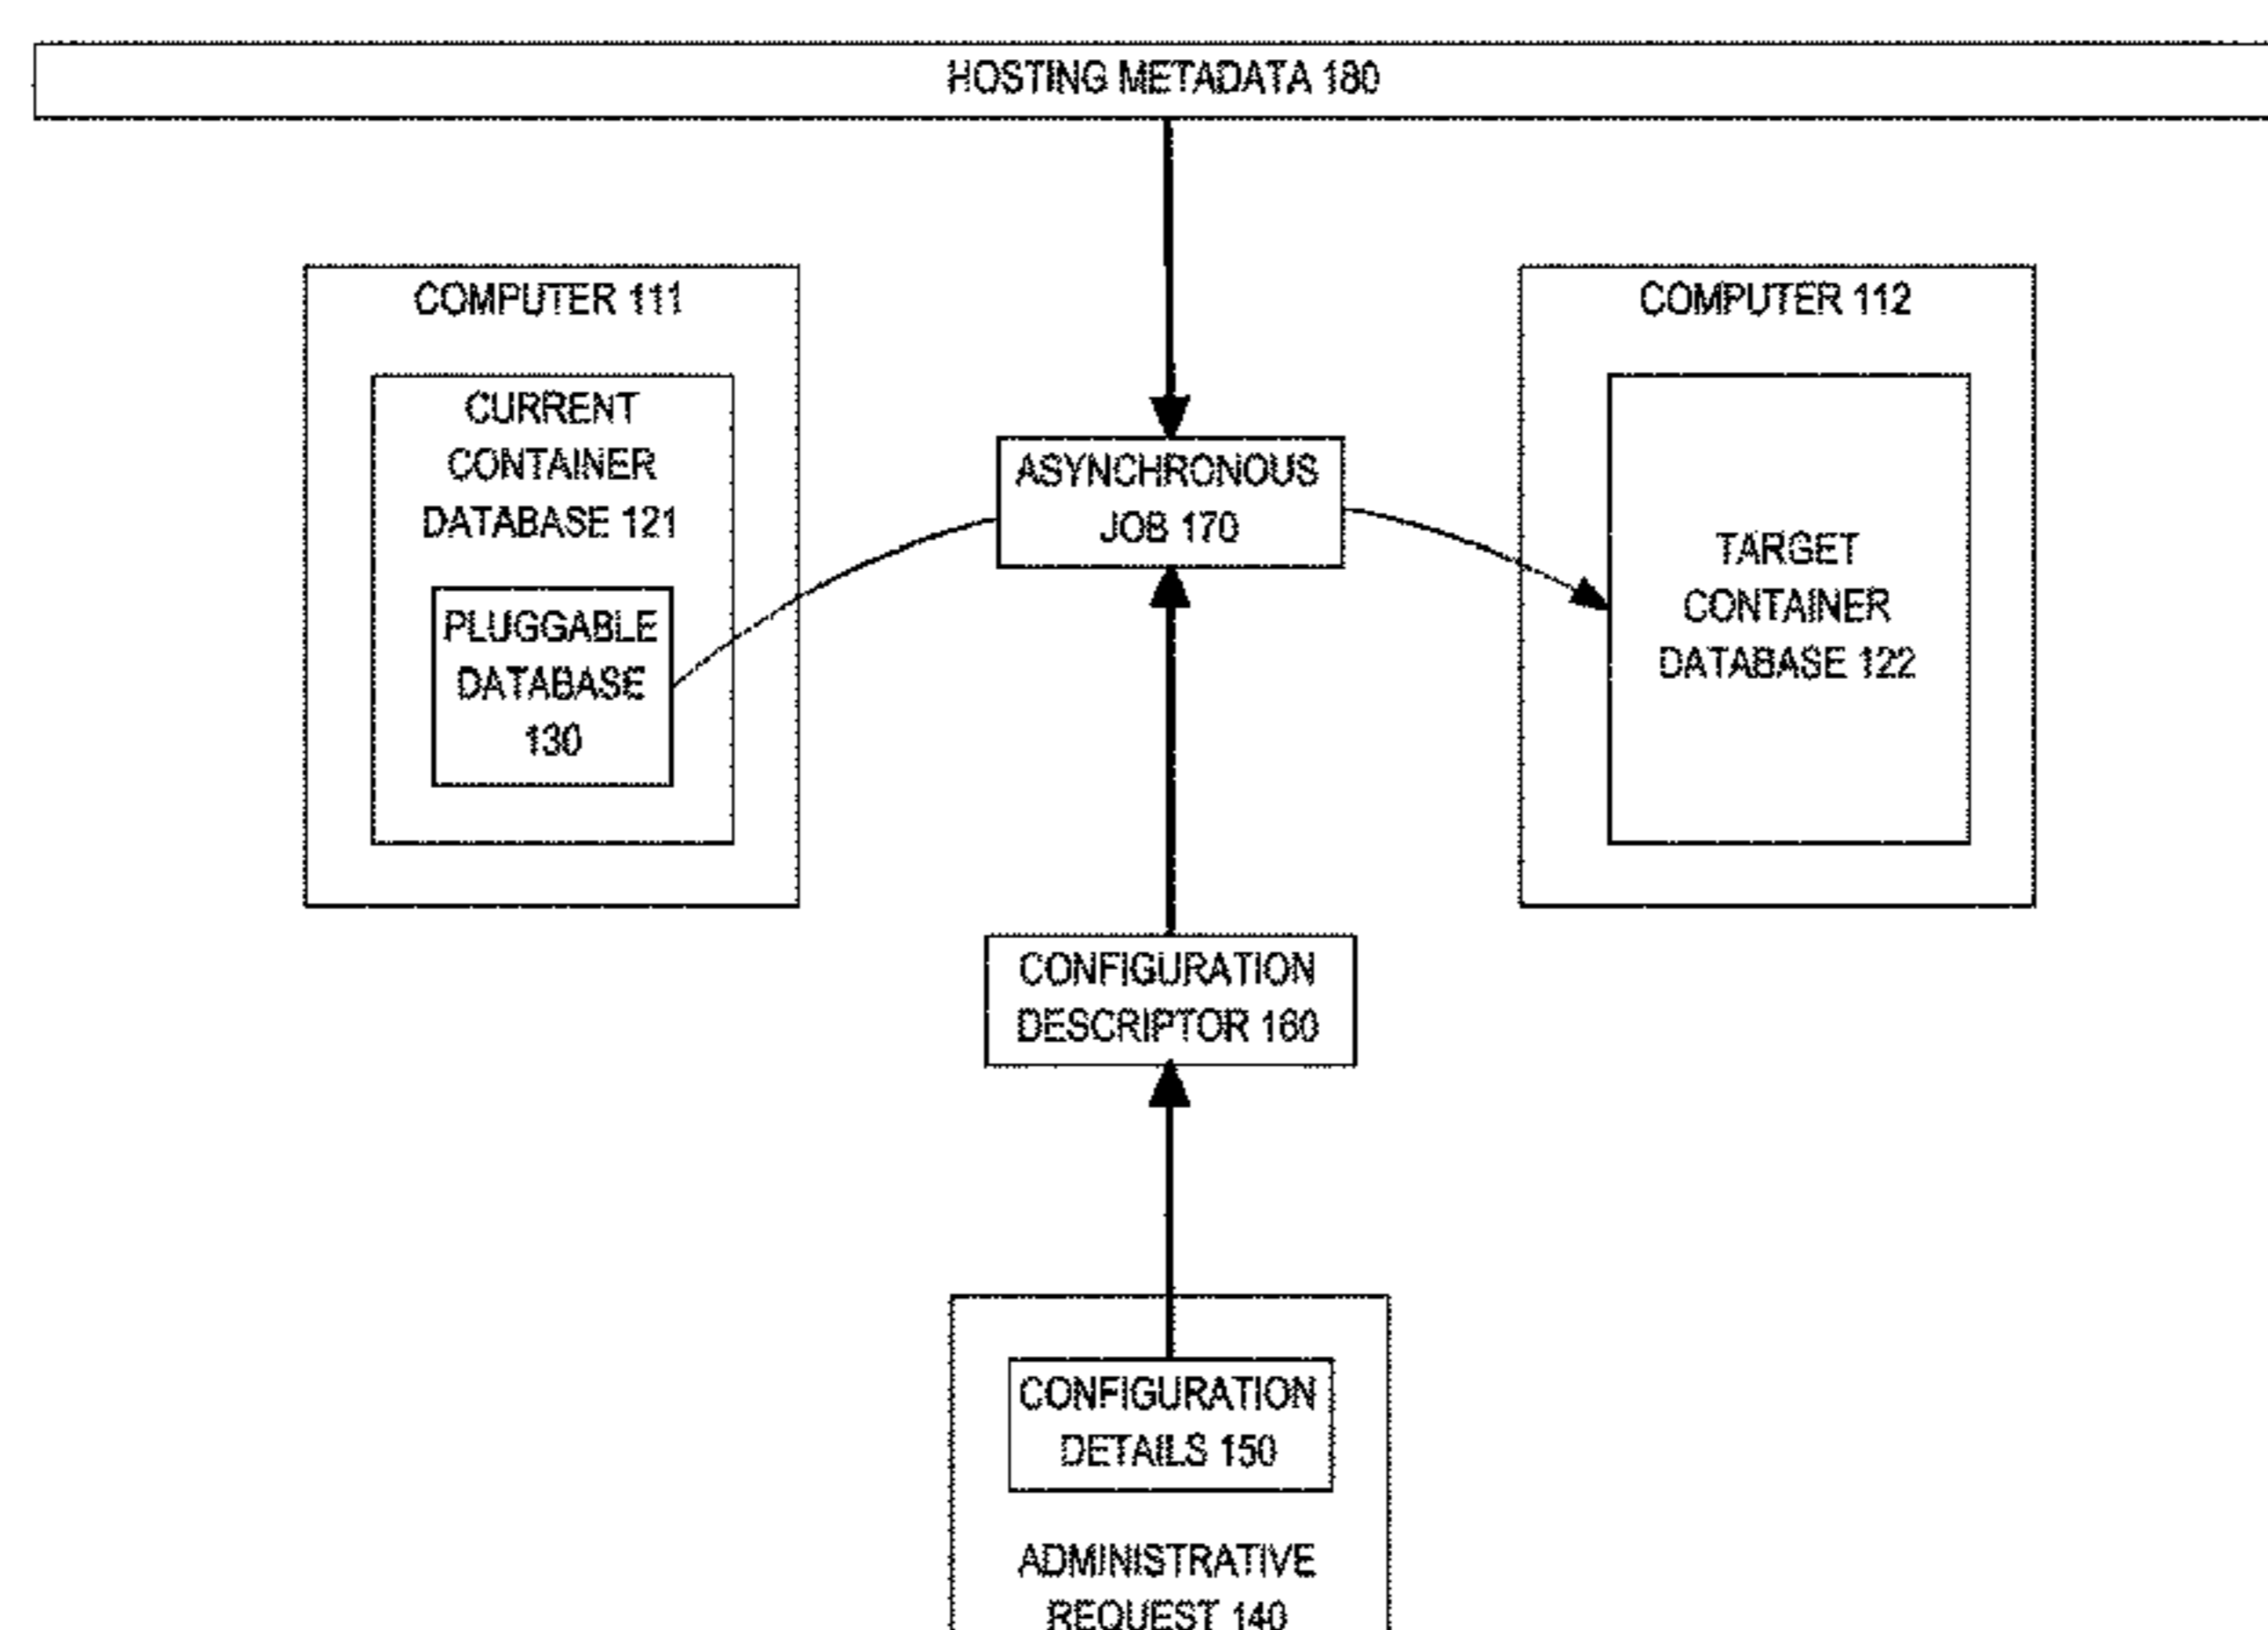 HOSTING METADATA 180
COMPUTER 111
CURRENT
CONTAINER
DATABASE 121
PLUGGABLE
DATABASE
130
ASYNCHRONOUS
JOB 170
COMPUTER 112
TARGET
CONTAINER
DATABASE 122
CONFIGURATION
DESCRIPTOR 160
CONFIGURATION
DETAILS 150
ADMINISTRATIVE
REQUEST 140